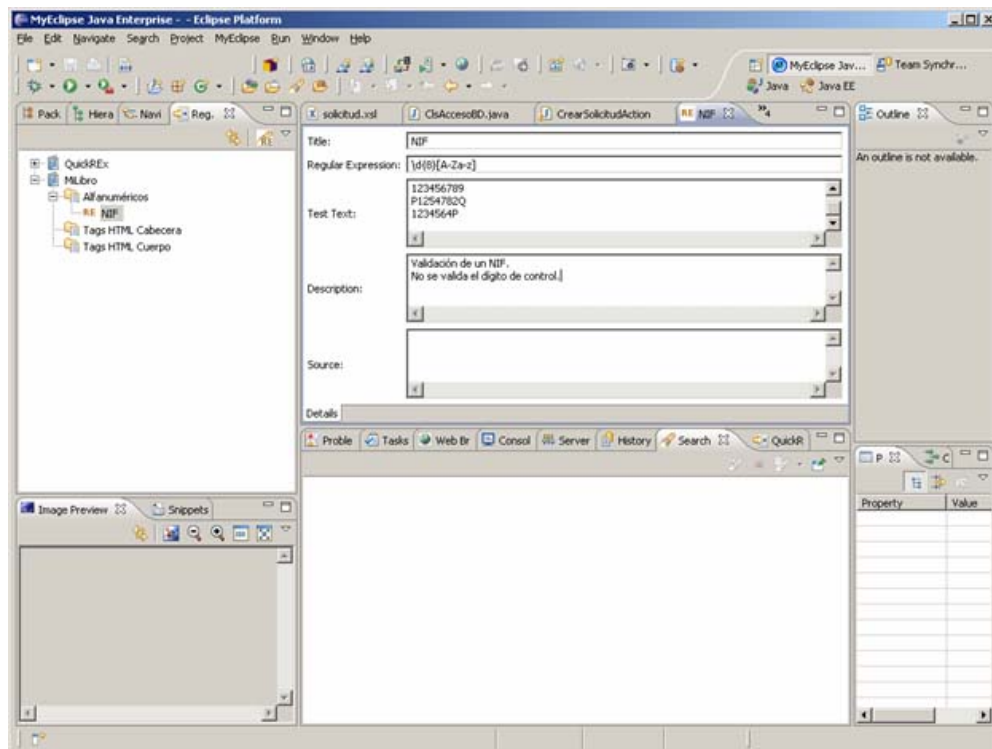 MyEclipse Java Enterprise - - Eclipse Platform
File Edit Navigate Search Project MyEclipse Run Window Help
MyEclipse Jav... Team Synchr...
Java Java EE
Pack Hiera Navi Reg.
solicitud.xsl ClsAccesoBD.java CrearSolicitudAction NIF 4
Outline
An outline is not available.
QuickREx
MiLibro
Alfanuméricos
RE NIF
Tags HTML Cabecera
Tags HTML Cuerpo
Title: NIF
Regular Expression: \d{8}[A-Za-z]
Test Text:
123456789
P1254782Q
1234564P
Description:
Validación de un NIF.
No se valida el dígito de control.
Source:
Details
Proble Tasks Web Br Consol Server History Search QuickR
P C
Property Value
Image Preview Snippets